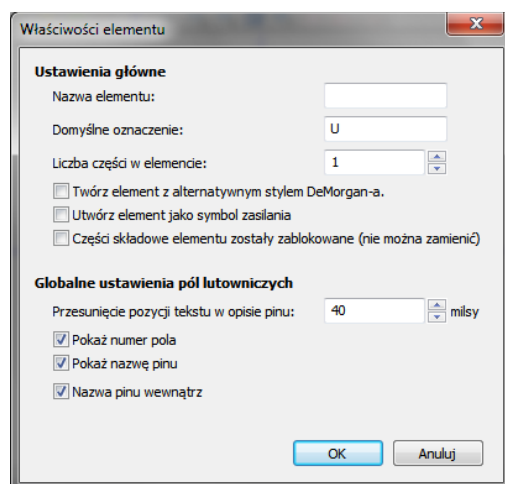 Właściwości elementu
Ustawienia główne
Nazwa elementu:
Domyślne oznaczenie: U
Liczba części w elemencie: 1
Twórz element z alternatywnym stylem DeMorgan-a.
Utwórz element jako symbol zasilania
Części składowe elementu zostały zablokowane (nie można zamienić)
Globalne ustawienia pól lutowniczych
Przesunięcie pozycji tekstu w opisie pinu: 40 milsy
Pokaż numer pola
Pokaż nazwę pinu
Nazwa pinu wewnątrz
OK Anuluj